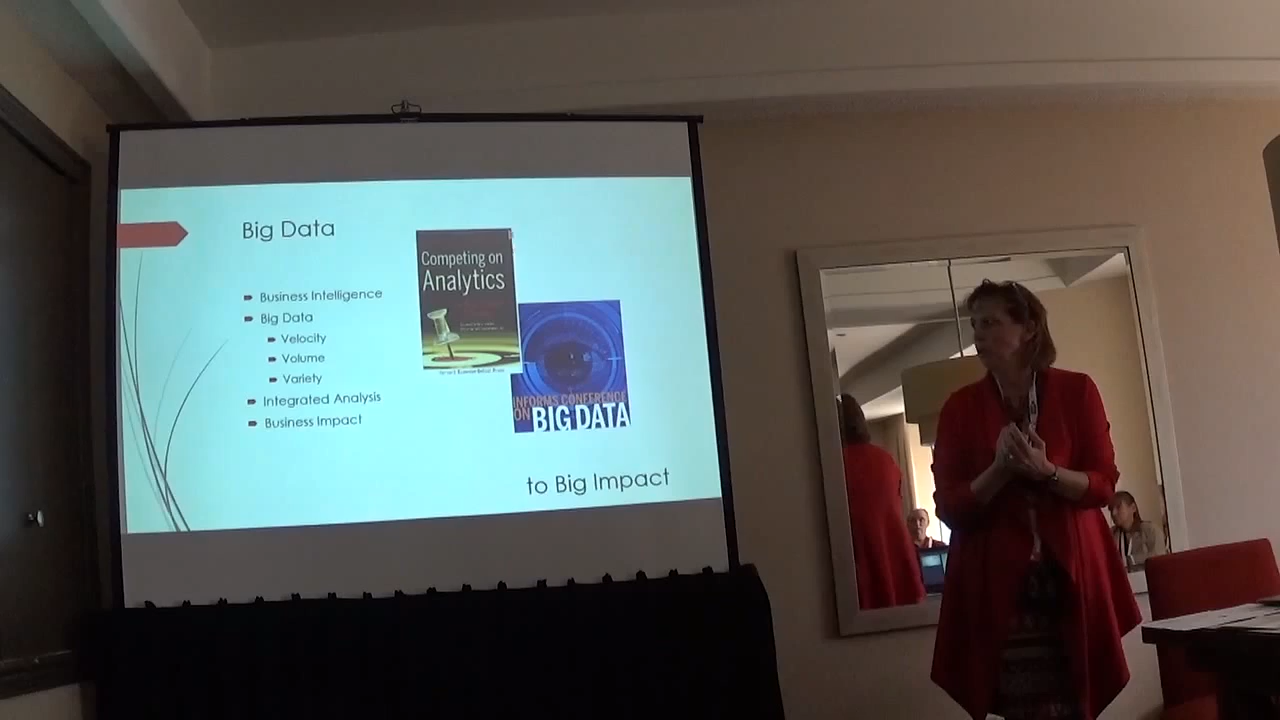 Big Data
Business Intelligence
Big Data
Velocity
Volume
Variety
Integrated Analysis
Business Impact
Competing on
Analytics
INFORMS CONFERENCE
ON BIG DATA
to Big Impact